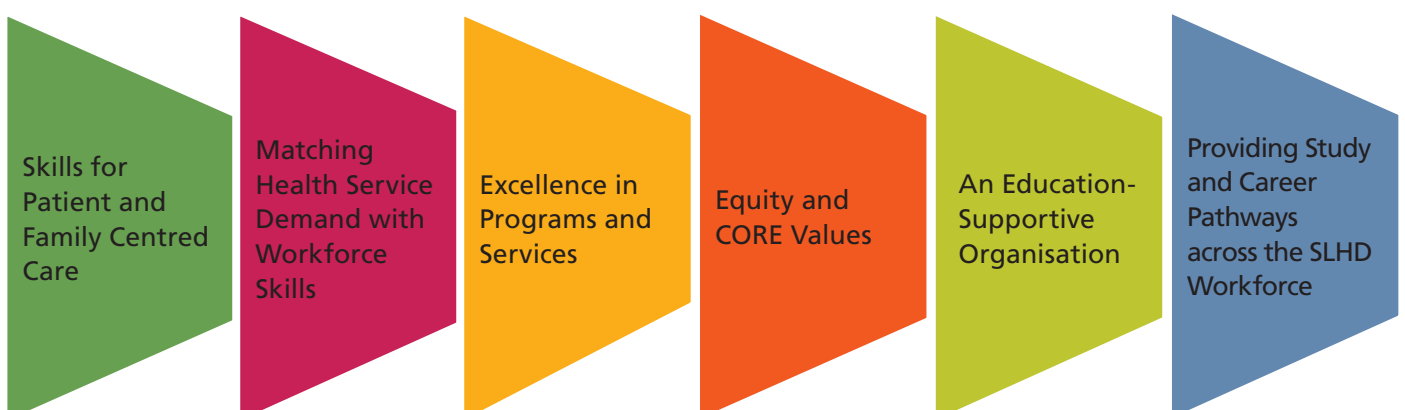 Skills for
Patient and
Family Centred
Care
Matching
Health Service
Demand with
Workforce
Skills
Excellence in
Programs and
Services
Equity and
CORE Values
An Education-
Supportive
Organisation
Providing Study
and Career
Pathways
across the SLHD
Workforce